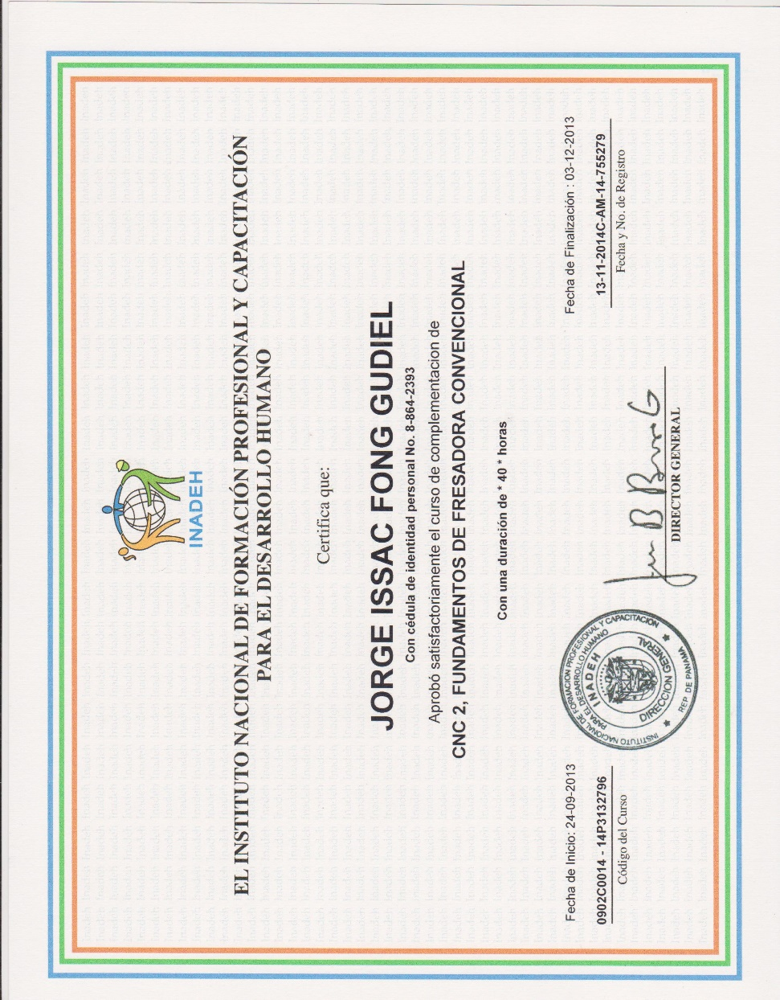 INADEH
EL INSTITUTO NACIONAL DE FORMACIÓN PROFESIONAL Y CAPACITACIÓN
PARA EL DESARROLLO HUMANO
Certifica que:
JORGE ISSAC FONG GUDIEL
Con cédula de identidad personal No. 8-864-2393
Aprobó satisfactoriamente el curso de complementacion de
CNC 2, FUNDAMENTOS DE FRESADORA CONVENCIONAL
Con una duración de * 40 * horas
Fecha de Inicio: 24-09-2013
0902C0014 - 14P3132796
Código del Curso
INSTITUTO NACIONAL DE FORMACION PROFESIONAL Y CAPACITACION
PARA EL DESARROLLO HUMANO
INADEH
DIRECCION GENERAL
REP DE PANAMA
DIRECTOR GENERAL
Fecha de Finalización : 03-12-2013
13-11-2014C-AM-14-755279
Fecha y No. de Registro